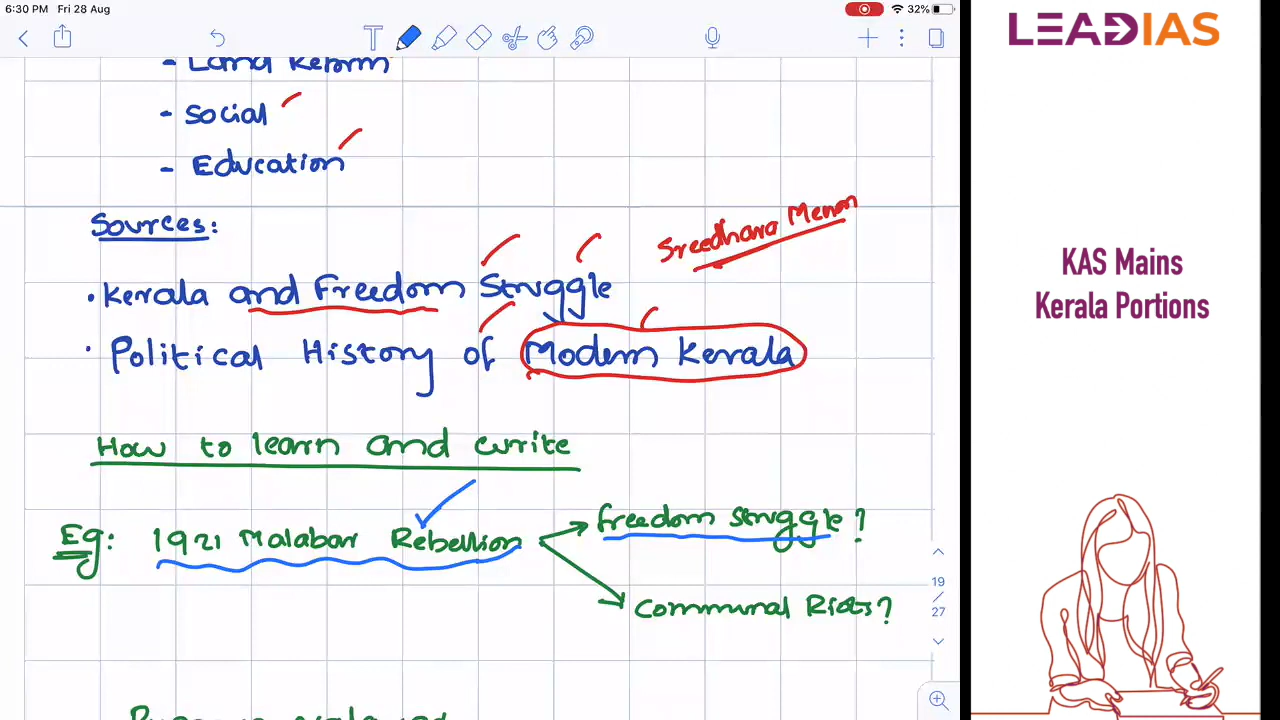 6:30 PM Fri 28 Aug
32%
LEADIAS
- Land Reform
- Social
- Education
Sources:
Sreedhara Menon
• Kerala and Freedom Struggle
• Political History of Modern Kerala
KAS Mains
Kerala Portions
How to learn and write
Eg: 1921 Malabar Rebellion
Freedom Struggle?
Communal Riots?
19
/
27